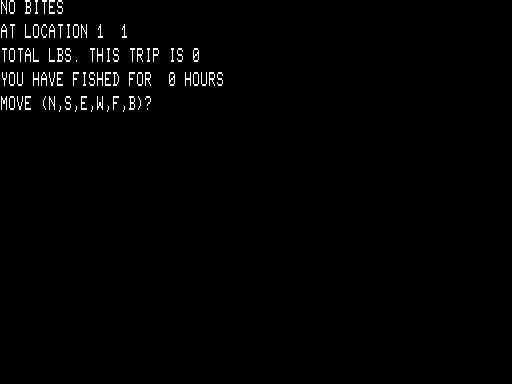 NO BITES
AT LOCATION 1  1
TOTAL LBS. THIS TRIP IS 0
YOU HAVE FISHED FOR  0 HOURS
MOVE (N,S,E,W,F,B)?